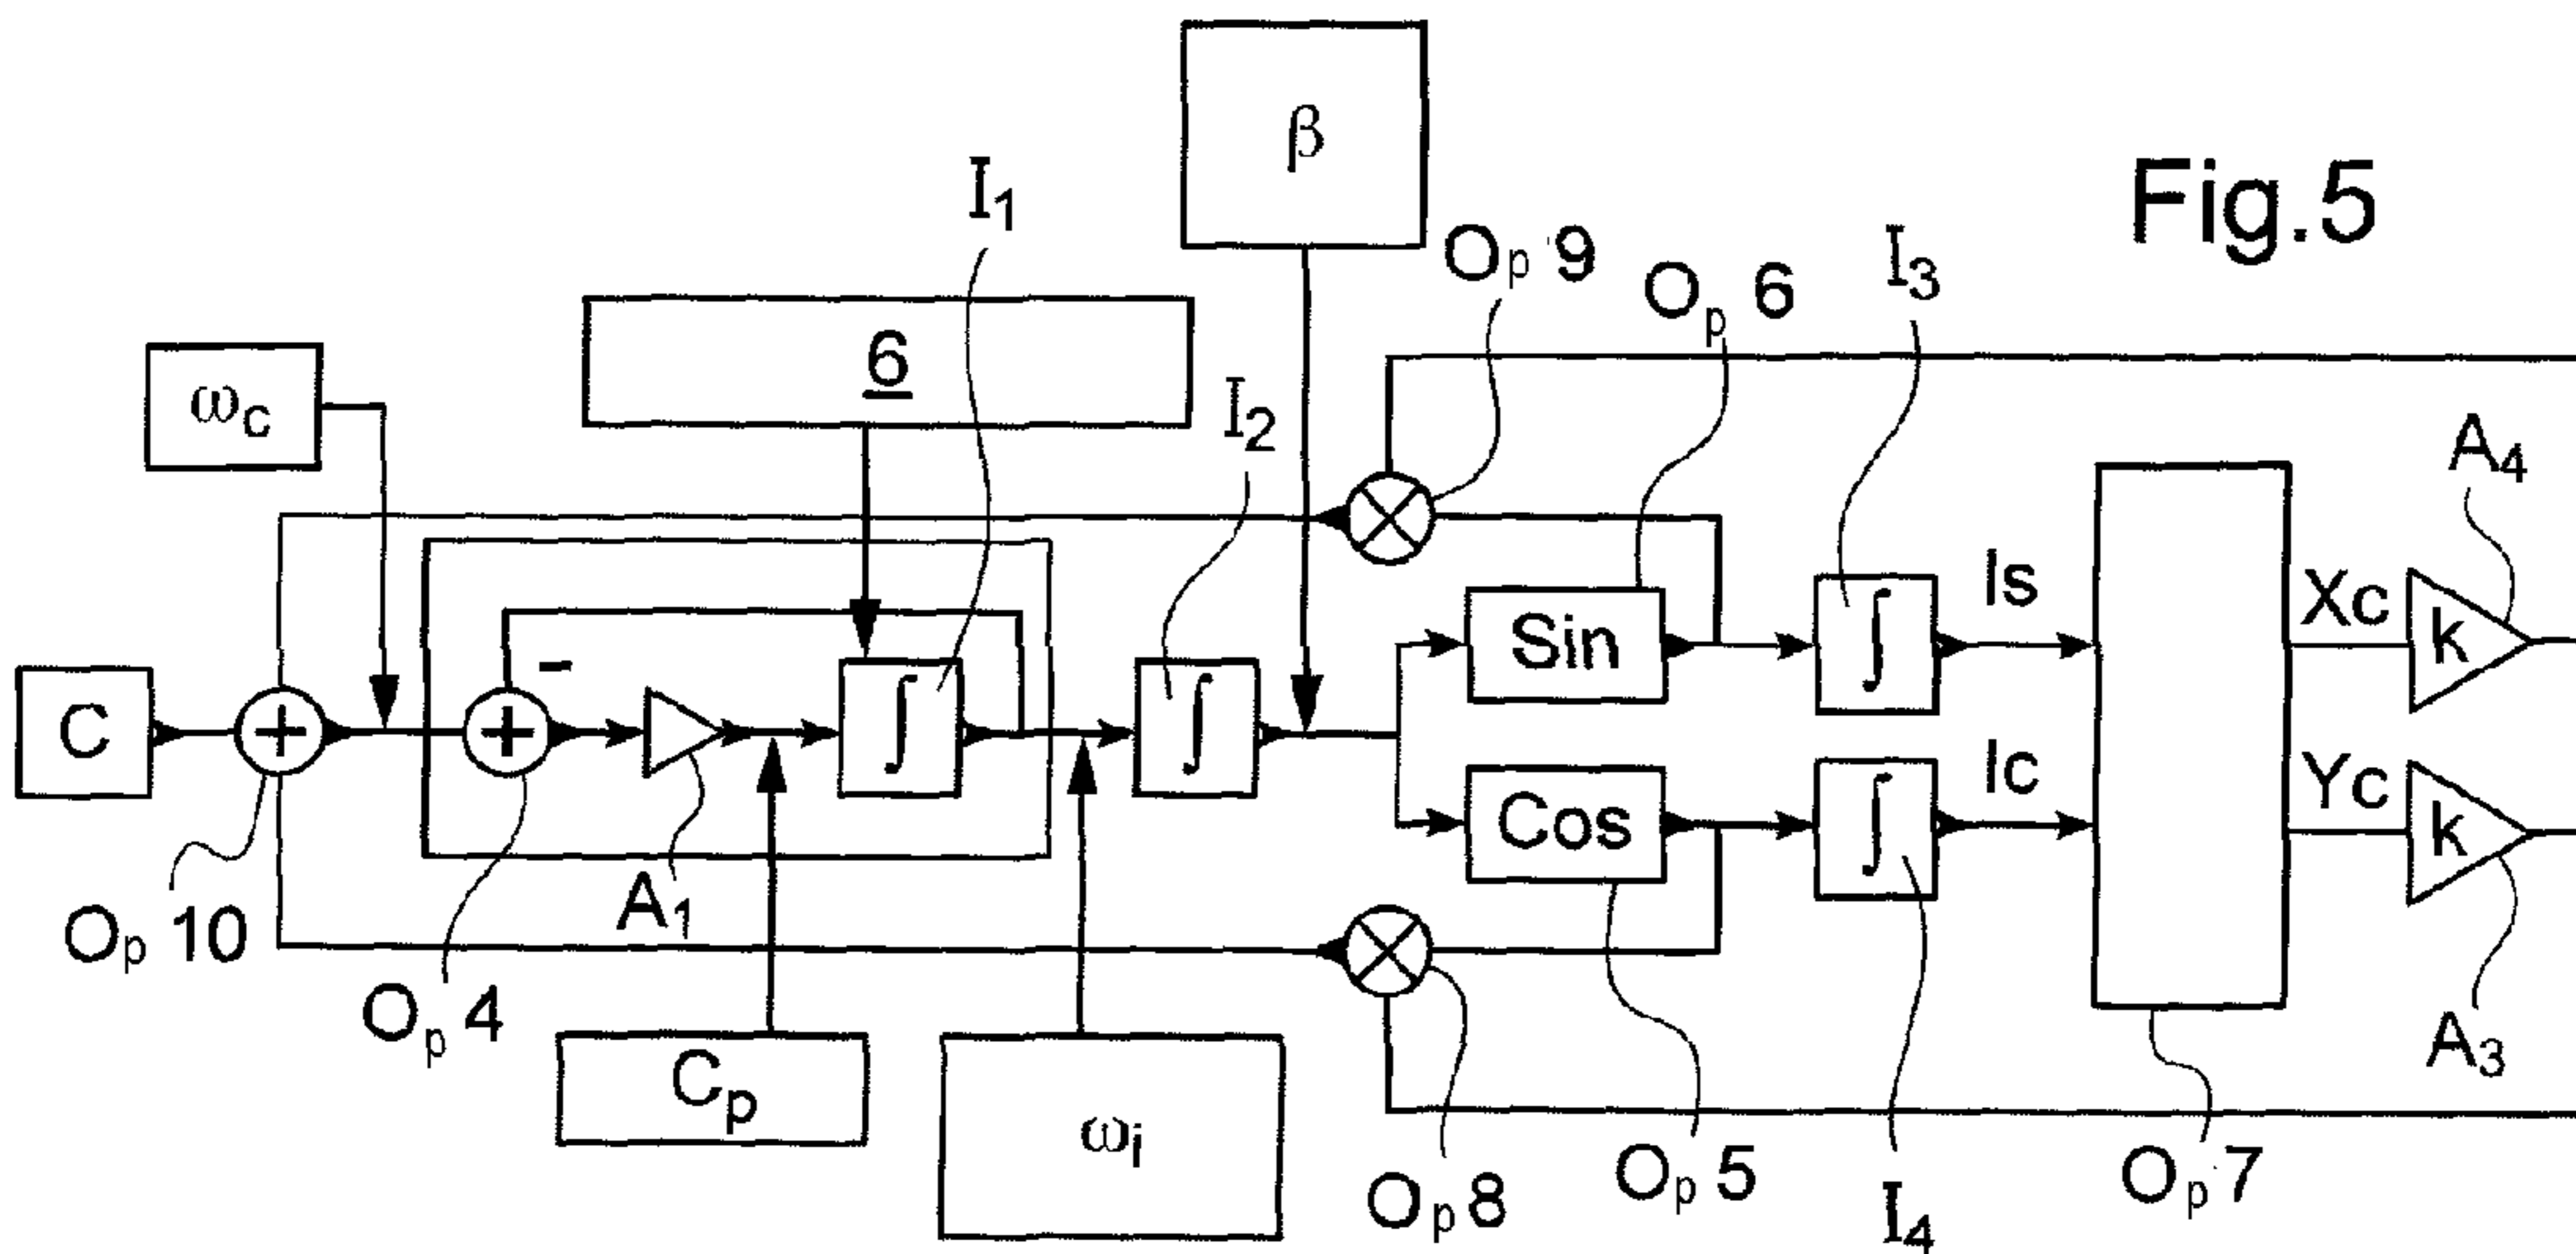 Fig.5
β
I1
Op 9
Op 6
I3
6
ωc
I2
A4
Is
Xc
Sin
k
-
C
+
+
∫
∫
∫
Ic
Yc
Cos
∫
k
A1
Op 10
Op 4
Cp
ωi
Op 8
Op 5
I4
Op 7
A3